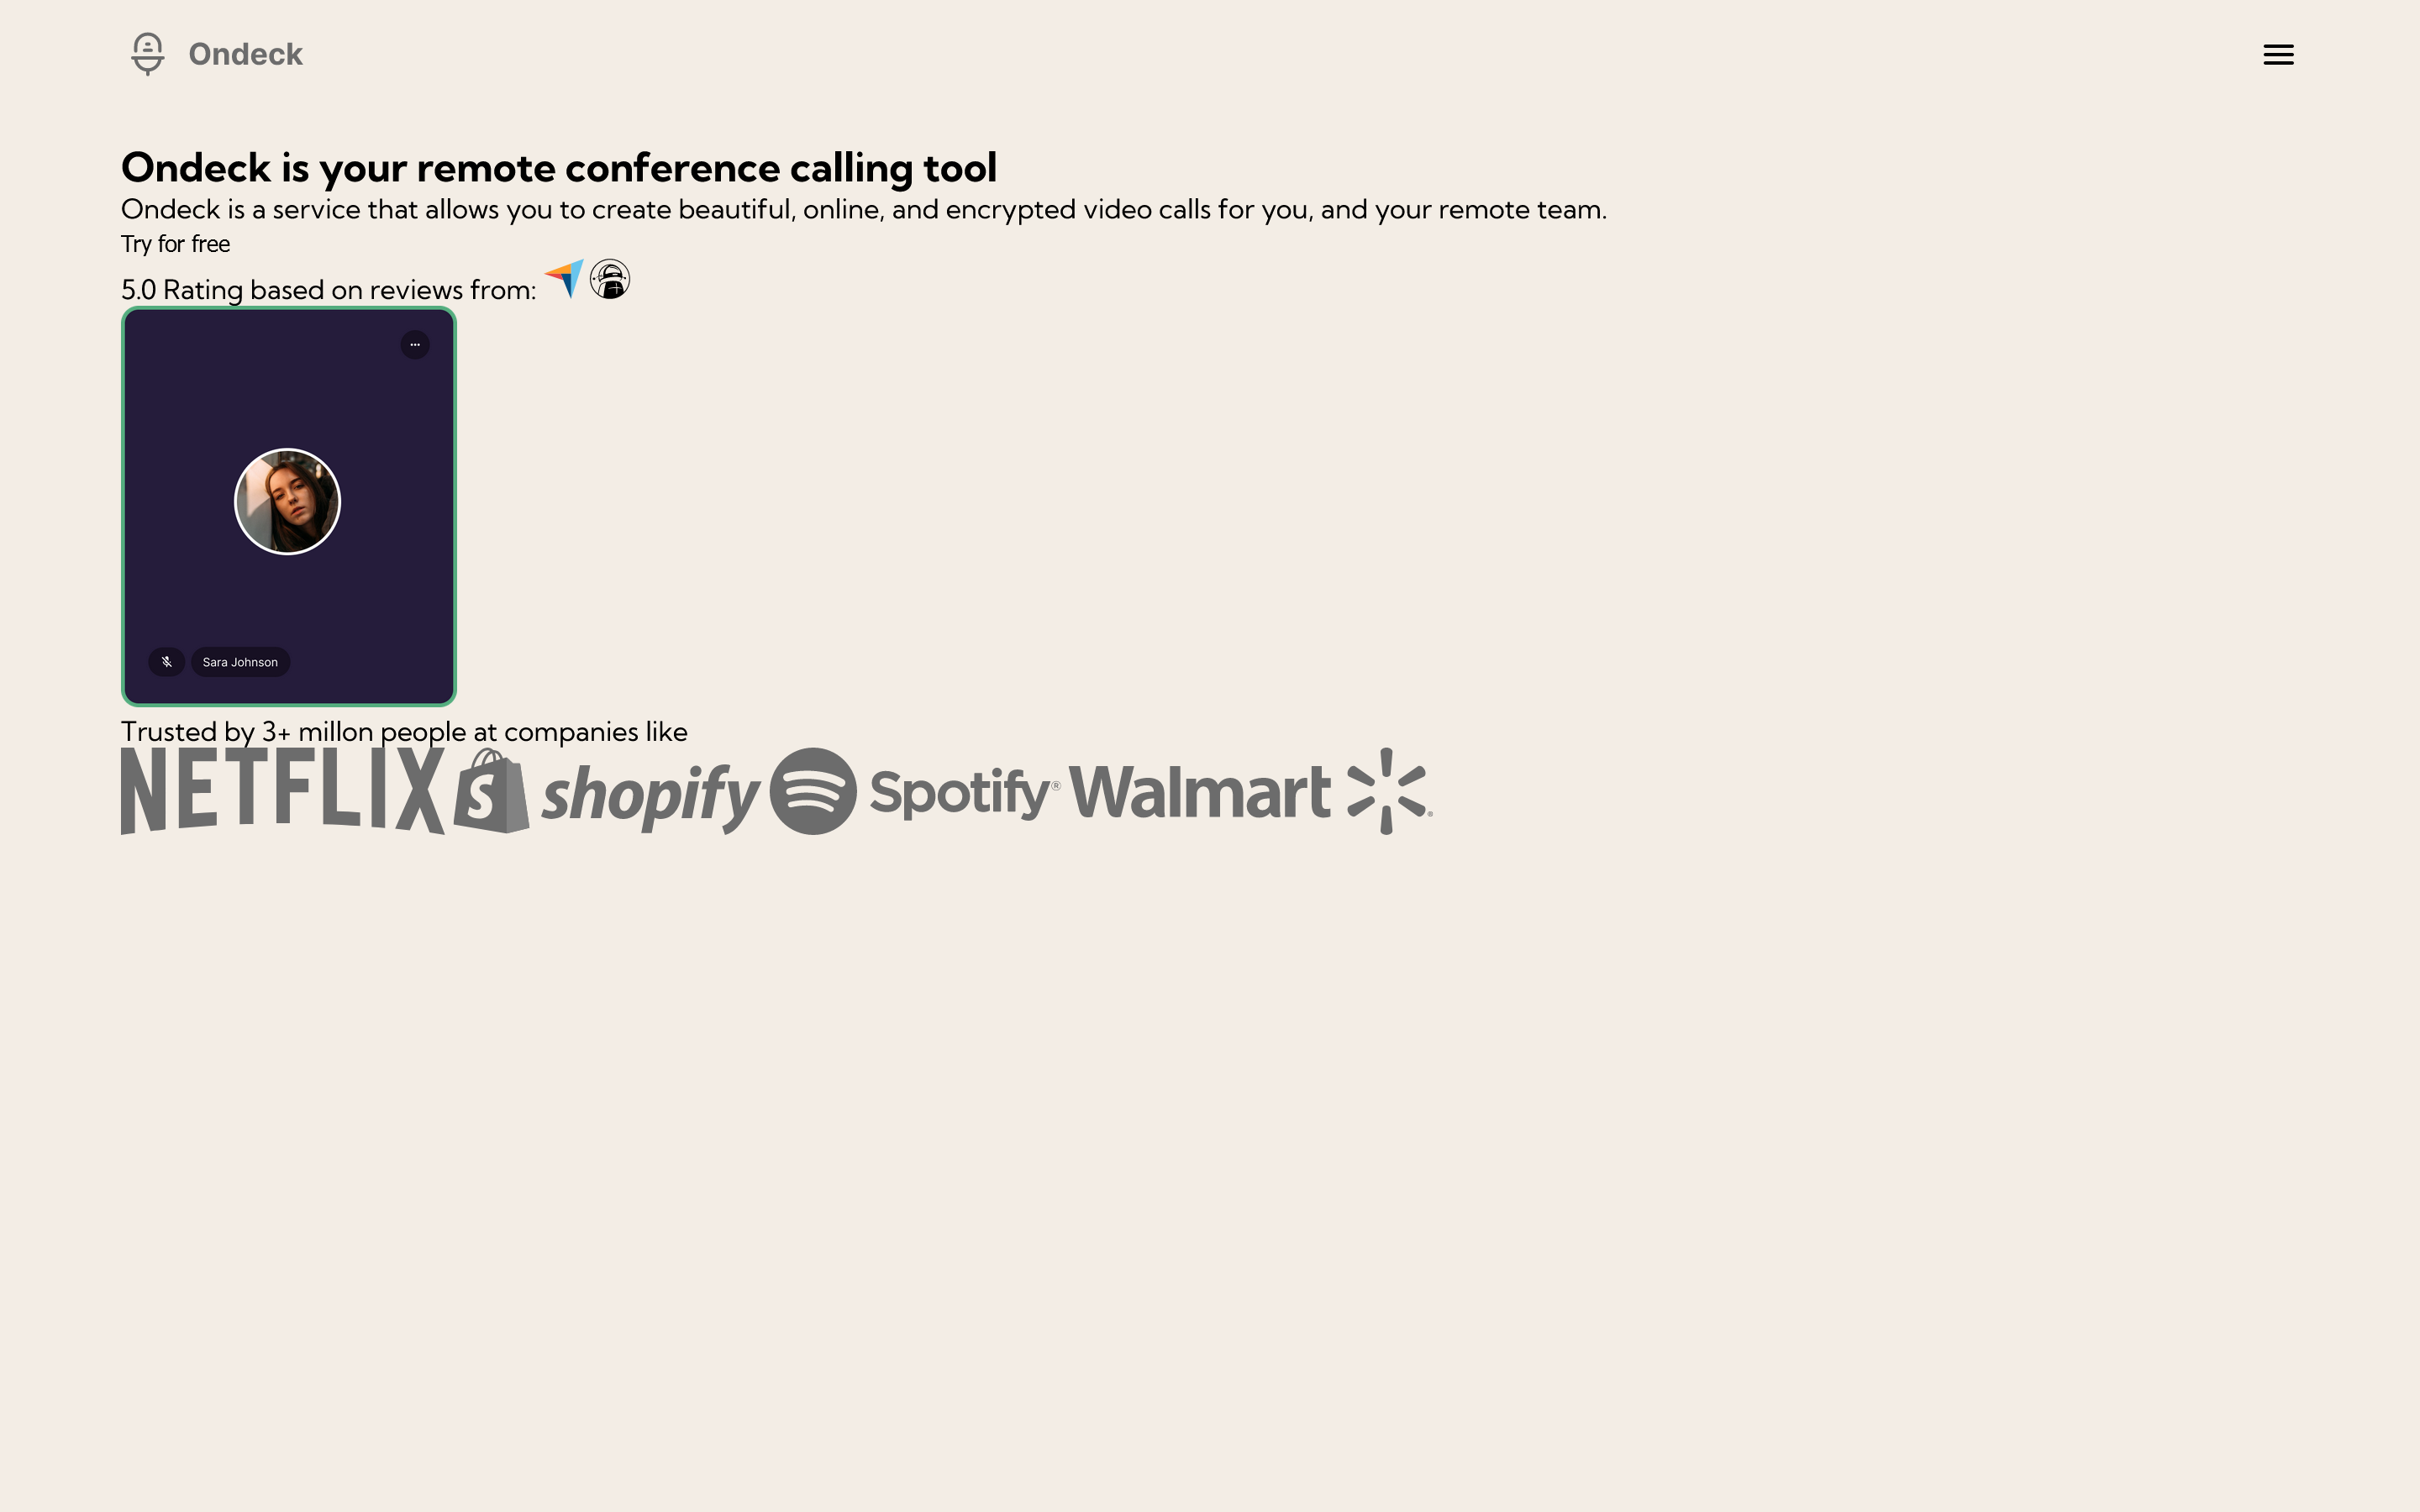 Ondeck
Ondeck is your remote conference calling tool
Ondeck is a service that allows you to create beautiful, online, and encrypted video calls for you, and your remote team.
Try for free
5.0 Rating based on reviews from:
Sara Johnson
Trusted by 3+ millon people at companies like
NETFLIX shopify Spotify® Walmart ®